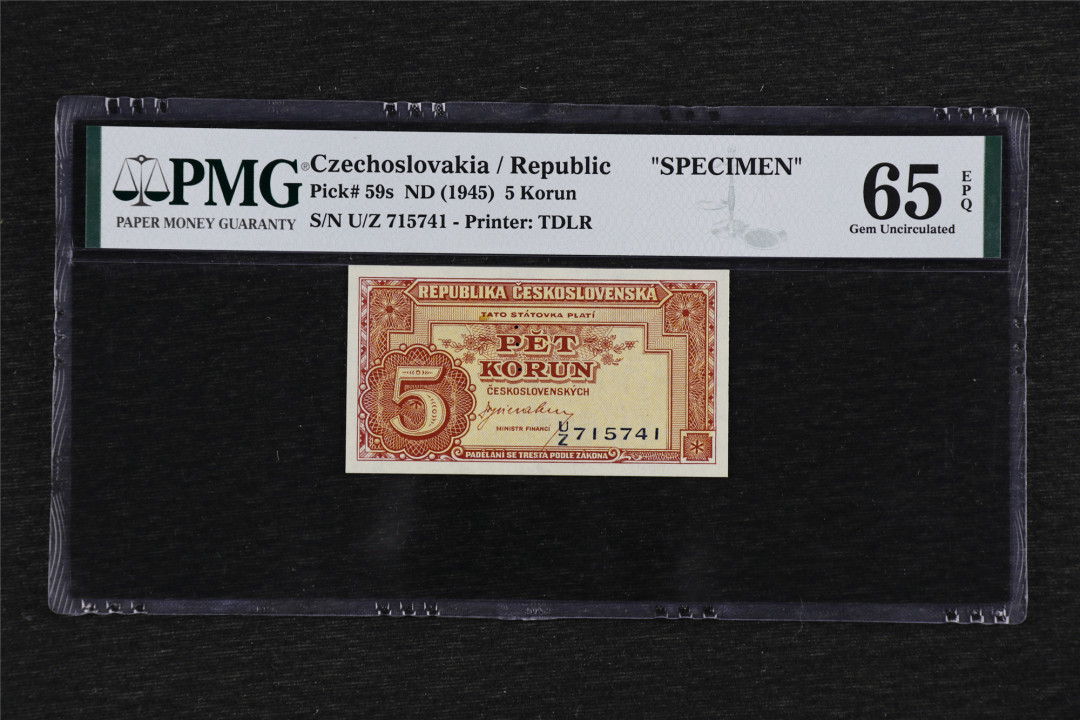 PMG®
PAPER MONEY GUARANTY
Czechoslovakia / Republic "SPECIMEN"
Pick# 59s ND (1945) 5 Korun
S/N U/Z 715741 - Printer: TDLR
65 EPQ
Gem Uncirculated
REPUBLIKA ČESKOSLOVENSKÁ
TATO STÁTOVKA PLATÍ
PĚT
KORUN
ČESKOSLOVENSKÝCH
5
MINISTR FINANCÍ
U/Z 715741
PADĚLÁNÍ SE TRESTÁ PODLE ZÁKONA